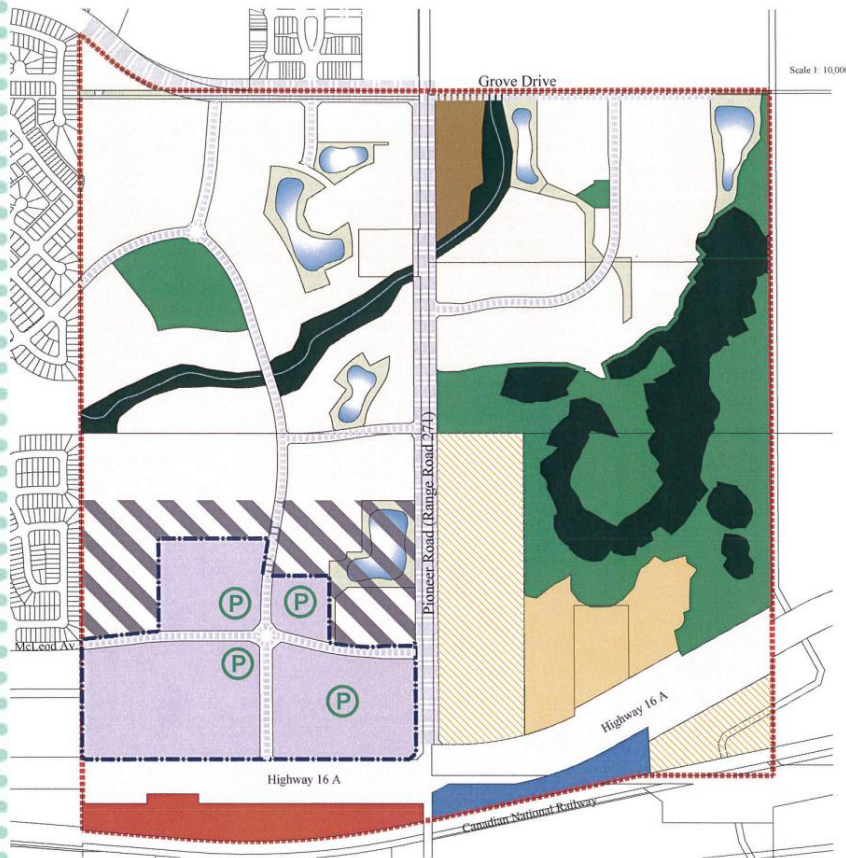 Grove Drive
Scale 1: 10,000
Pioneer Road (Range Road 271)
P
P
P
P
McLeod Av
Highway 16 A
Highway 16 A
Canadian National Railway